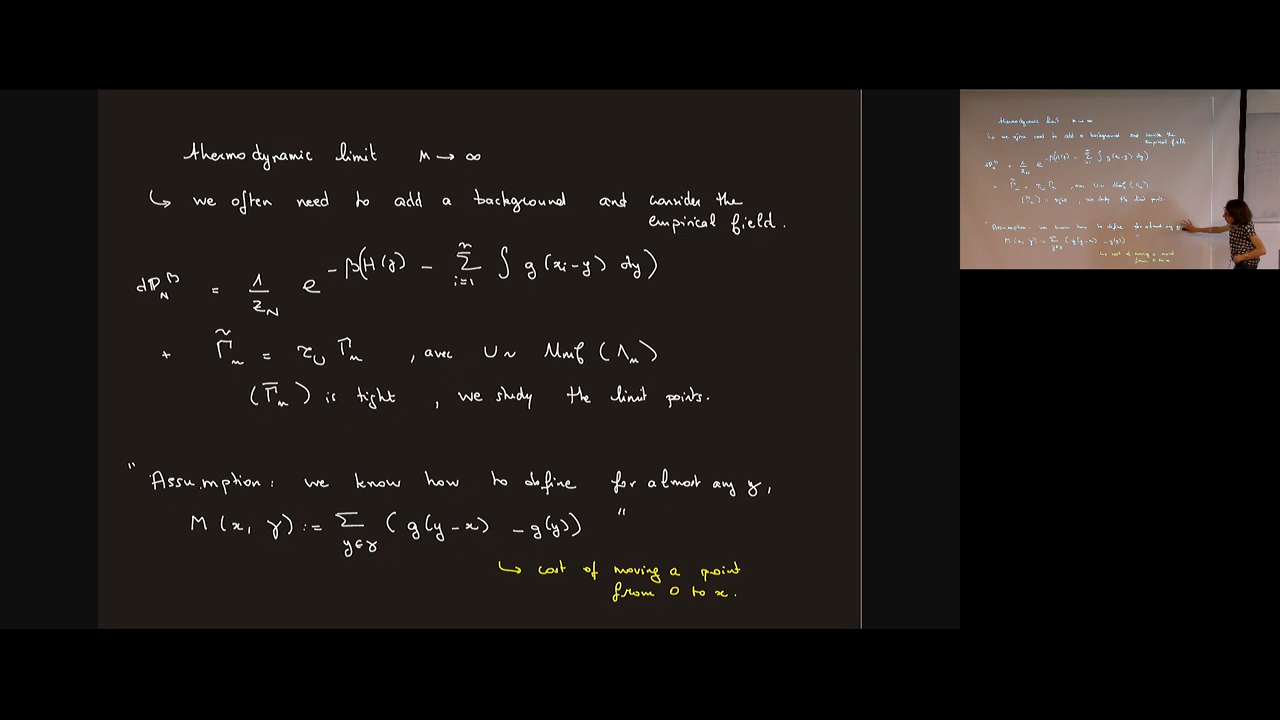 thermodynamic limit n → ∞
↳ we often need to add a background and consider the
empirical field.
dP_N^β = 1/Z_N e^{-β(H(γ) - Σ_{i=1}^n ∫ g(x_i - y) dy)}
+ Γ̃_n = τ_U Γ_n , avec U ~ Unif (Λ_n)
(Γ̄_n) is tight , we study the limit points.
" Assumption: we know how to define for almost any γ,
M(x, γ) := Σ_{y∈γ} ( g(y-x) - g(y)) "
↳ cost of moving a point
from 0 to x.